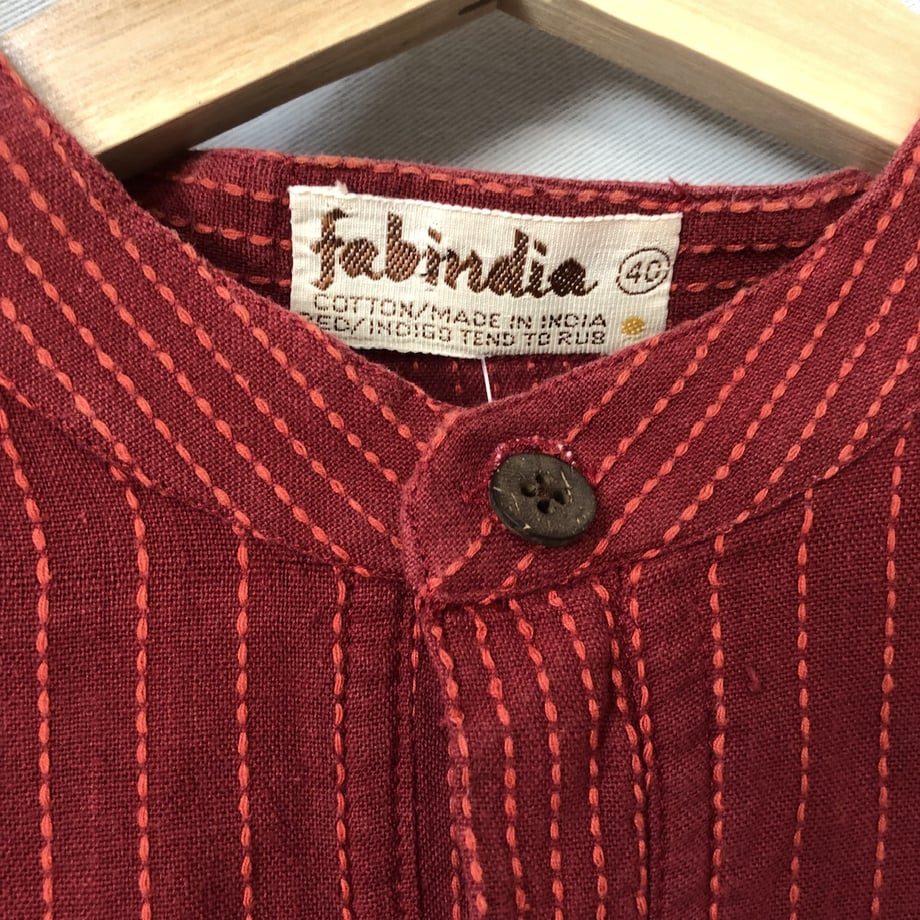 fabindia 40
COTTON/MADE IN INDIA
RED/INDIGO TEND TO RUB